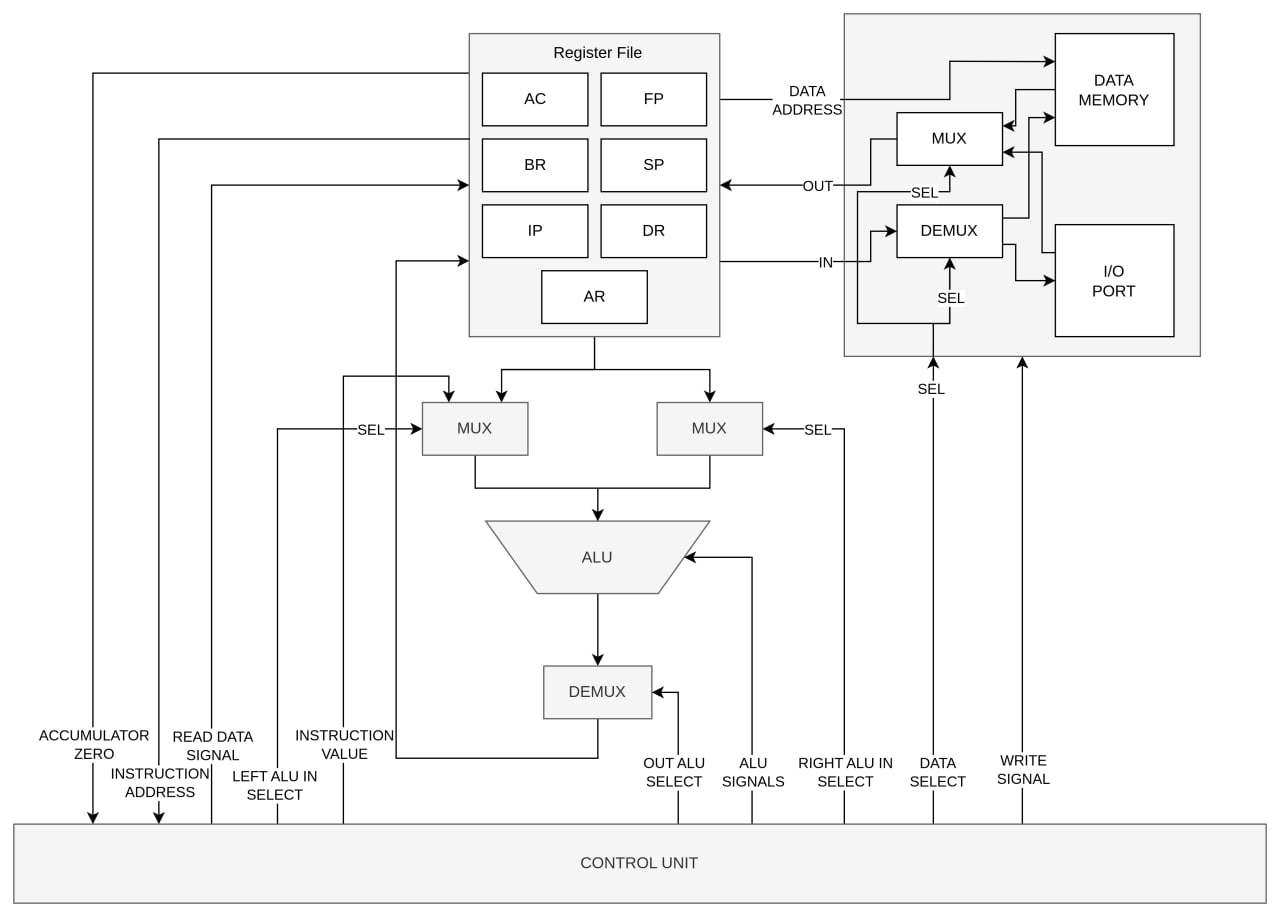 Register File
AC
FP
BR
SP
IP
DR
AR
DATA
ADDRESS
OUT
IN
DATA
MEMORY
MUX
SEL
DEMUX
SEL
I/O
PORT
SEL
SEL
MUX
MUX
SEL
ALU
DEMUX
ACCUMULATOR
ZERO
INSTRUCTION
ADDRESS
READ DATA
SIGNAL
LEFT ALU IN
SELECT
INSTRUCTION
VALUE
OUT ALU
SELECT
ALU
SIGNALS
RIGHT ALU IN
SELECT
DATA
SELECT
WRITE
SIGNAL
CONTROL UNIT